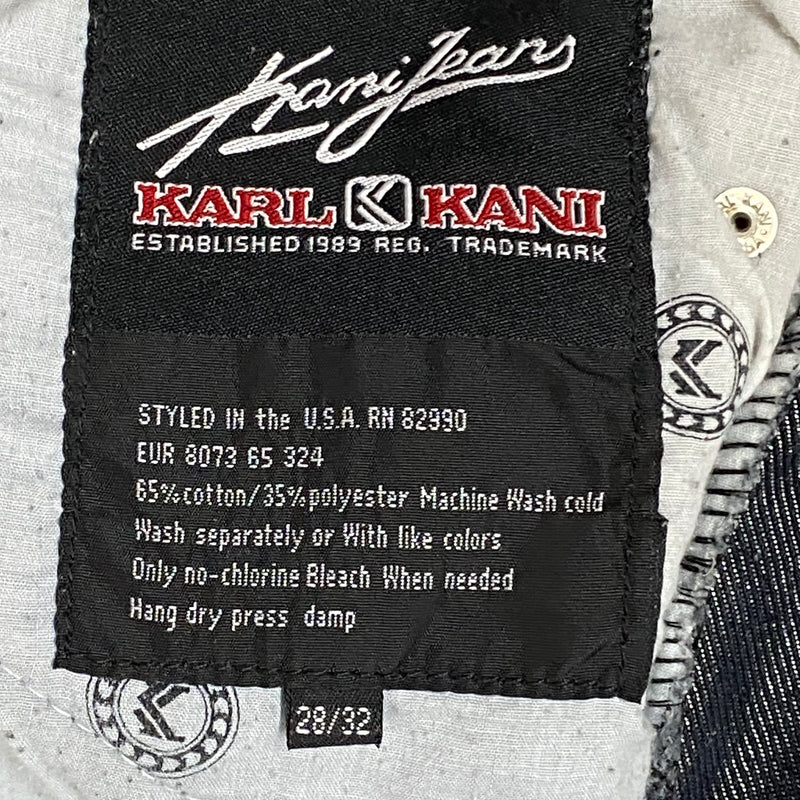 Kani Jeans
KARL KANI
ESTABLISHED 1989 REG. TRADEMARK
STYLED IN the U.S.A. RN 82990
EUR 8073 65 324
65%cotton/35%polyester Machine Wash cold
Wash separately or With like colors
Only no-chlorine Bleach When needed
Hang dry press damp
28/32